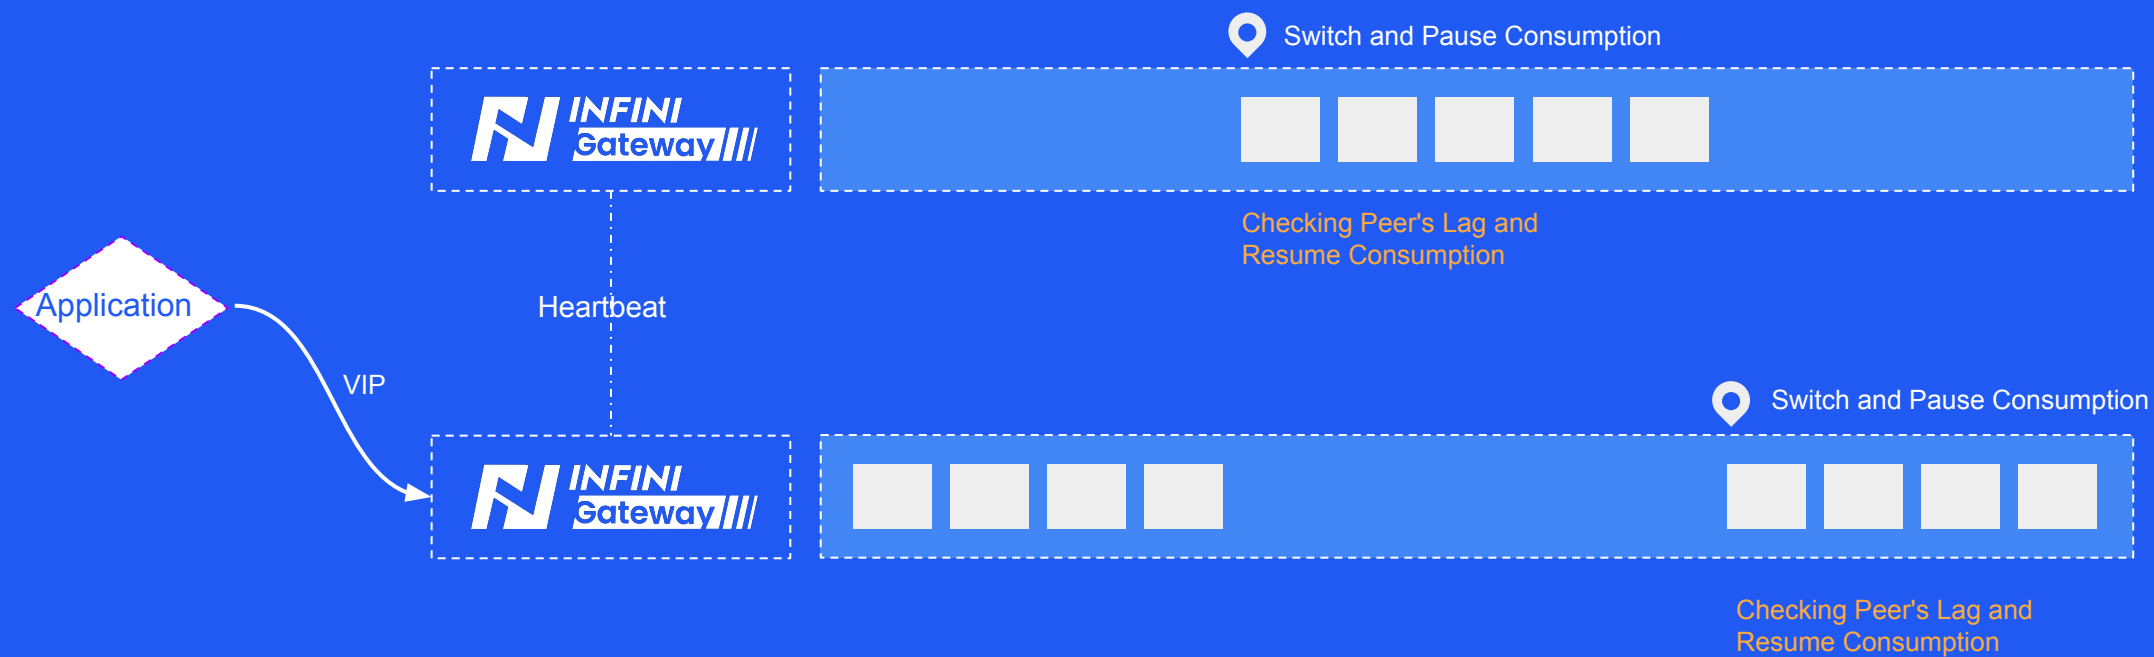 Switch and Pause Consumption
INFINI
Gateway
Checking Peer's Lag and
Resume Consumption
Application
Heartbeat
VIP
Switch and Pause Consumption
INFINI
Gateway
Checking Peer's Lag and
Resume Consumption